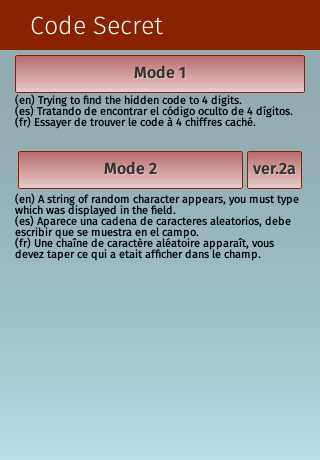 Code Secret
Mode 1
(en) Trying to find the hidden code to 4 digits.
(es) Tratando de encontrar el código oculto de 4 dígitos.
(fr) Essayer de trouver le code à 4 chiffres caché.
Mode 2
ver.2a
(en) A string of random character appears, you must type
which was displayed in the field.
(es) Aparece una cadena de caracteres aleatorios, debe
escribir que se muestra en el campo.
(fr) Une chaîne de caractère aléatoire apparaît, vous
devez taper ce qui a etait afficher dans le champ.